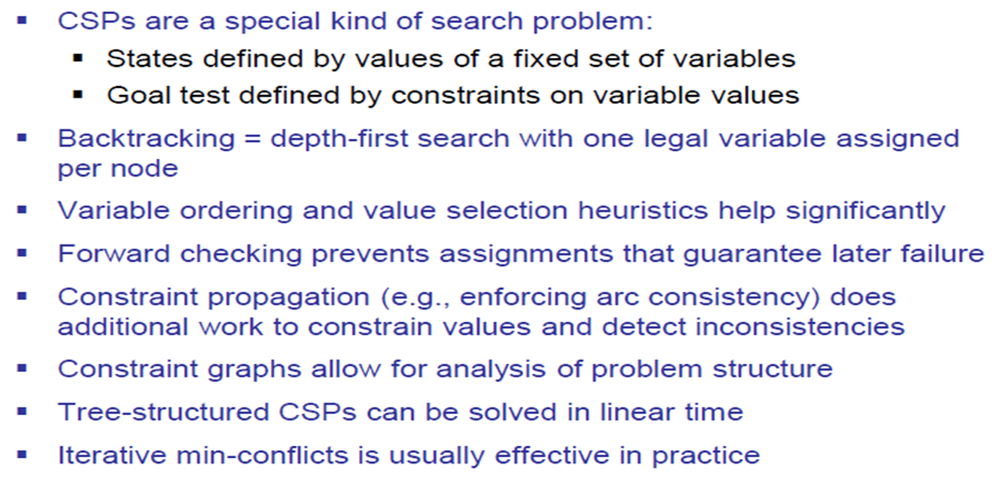 ▪ CSPs are a special kind of search problem:
▪ States defined by values of a fixed set of variables
▪ Goal test defined by constraints on variable values
▪ Backtracking = depth-first search with one legal variable assigned
per node
▪ Variable ordering and value selection heuristics help significantly
▪ Forward checking prevents assignments that guarantee later failure
▪ Constraint propagation (e.g., enforcing arc consistency) does
additional work to constrain values and detect inconsistencies
▪ Constraint graphs allow for analysis of problem structure
▪ Tree-structured CSPs can be solved in linear time
▪ Iterative min-conflicts is usually effective in practice